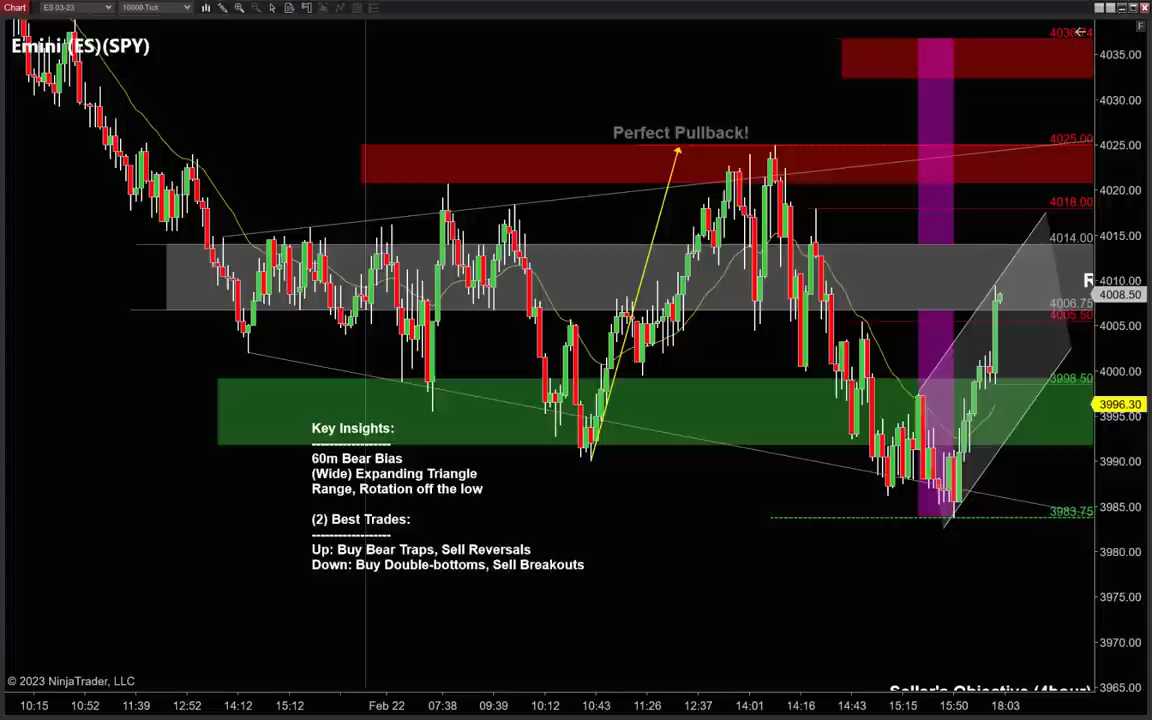 Chart
ES 03-23
10000-Tick
F
Emini (ES)(SPY)
Perfect Pullback!
4025.00
4018.00
4014.00
4006.75
4005.50
3998.50
3983.75
4035.00
4030.00
4025.00
4020.00
4015.00
4010.00
4008.50
4005.00
4000.00
3996.30
3995.00
3990.00
3985.00
3980.00
3975.00
3970.00
3965.00
R
Key Insights:
------------------
60m Bear Bias
(Wide) Expanding Triangle
Range, Rotation off the low
(2) Best Trades:
------------------
Up: Buy Bear Traps, Sell Reversals
Down: Buy Double-bottoms, Sell Breakouts
Seller's Objective (4hour)
© 2023 NinjaTrader, LLC
10:15 10:52 11:39 12:52 14:12 15:12 Feb 22 07:38 09:39 10:12 10:43 11:26 12:37 14:01 14:16 14:43 15:15 15:50 18:03